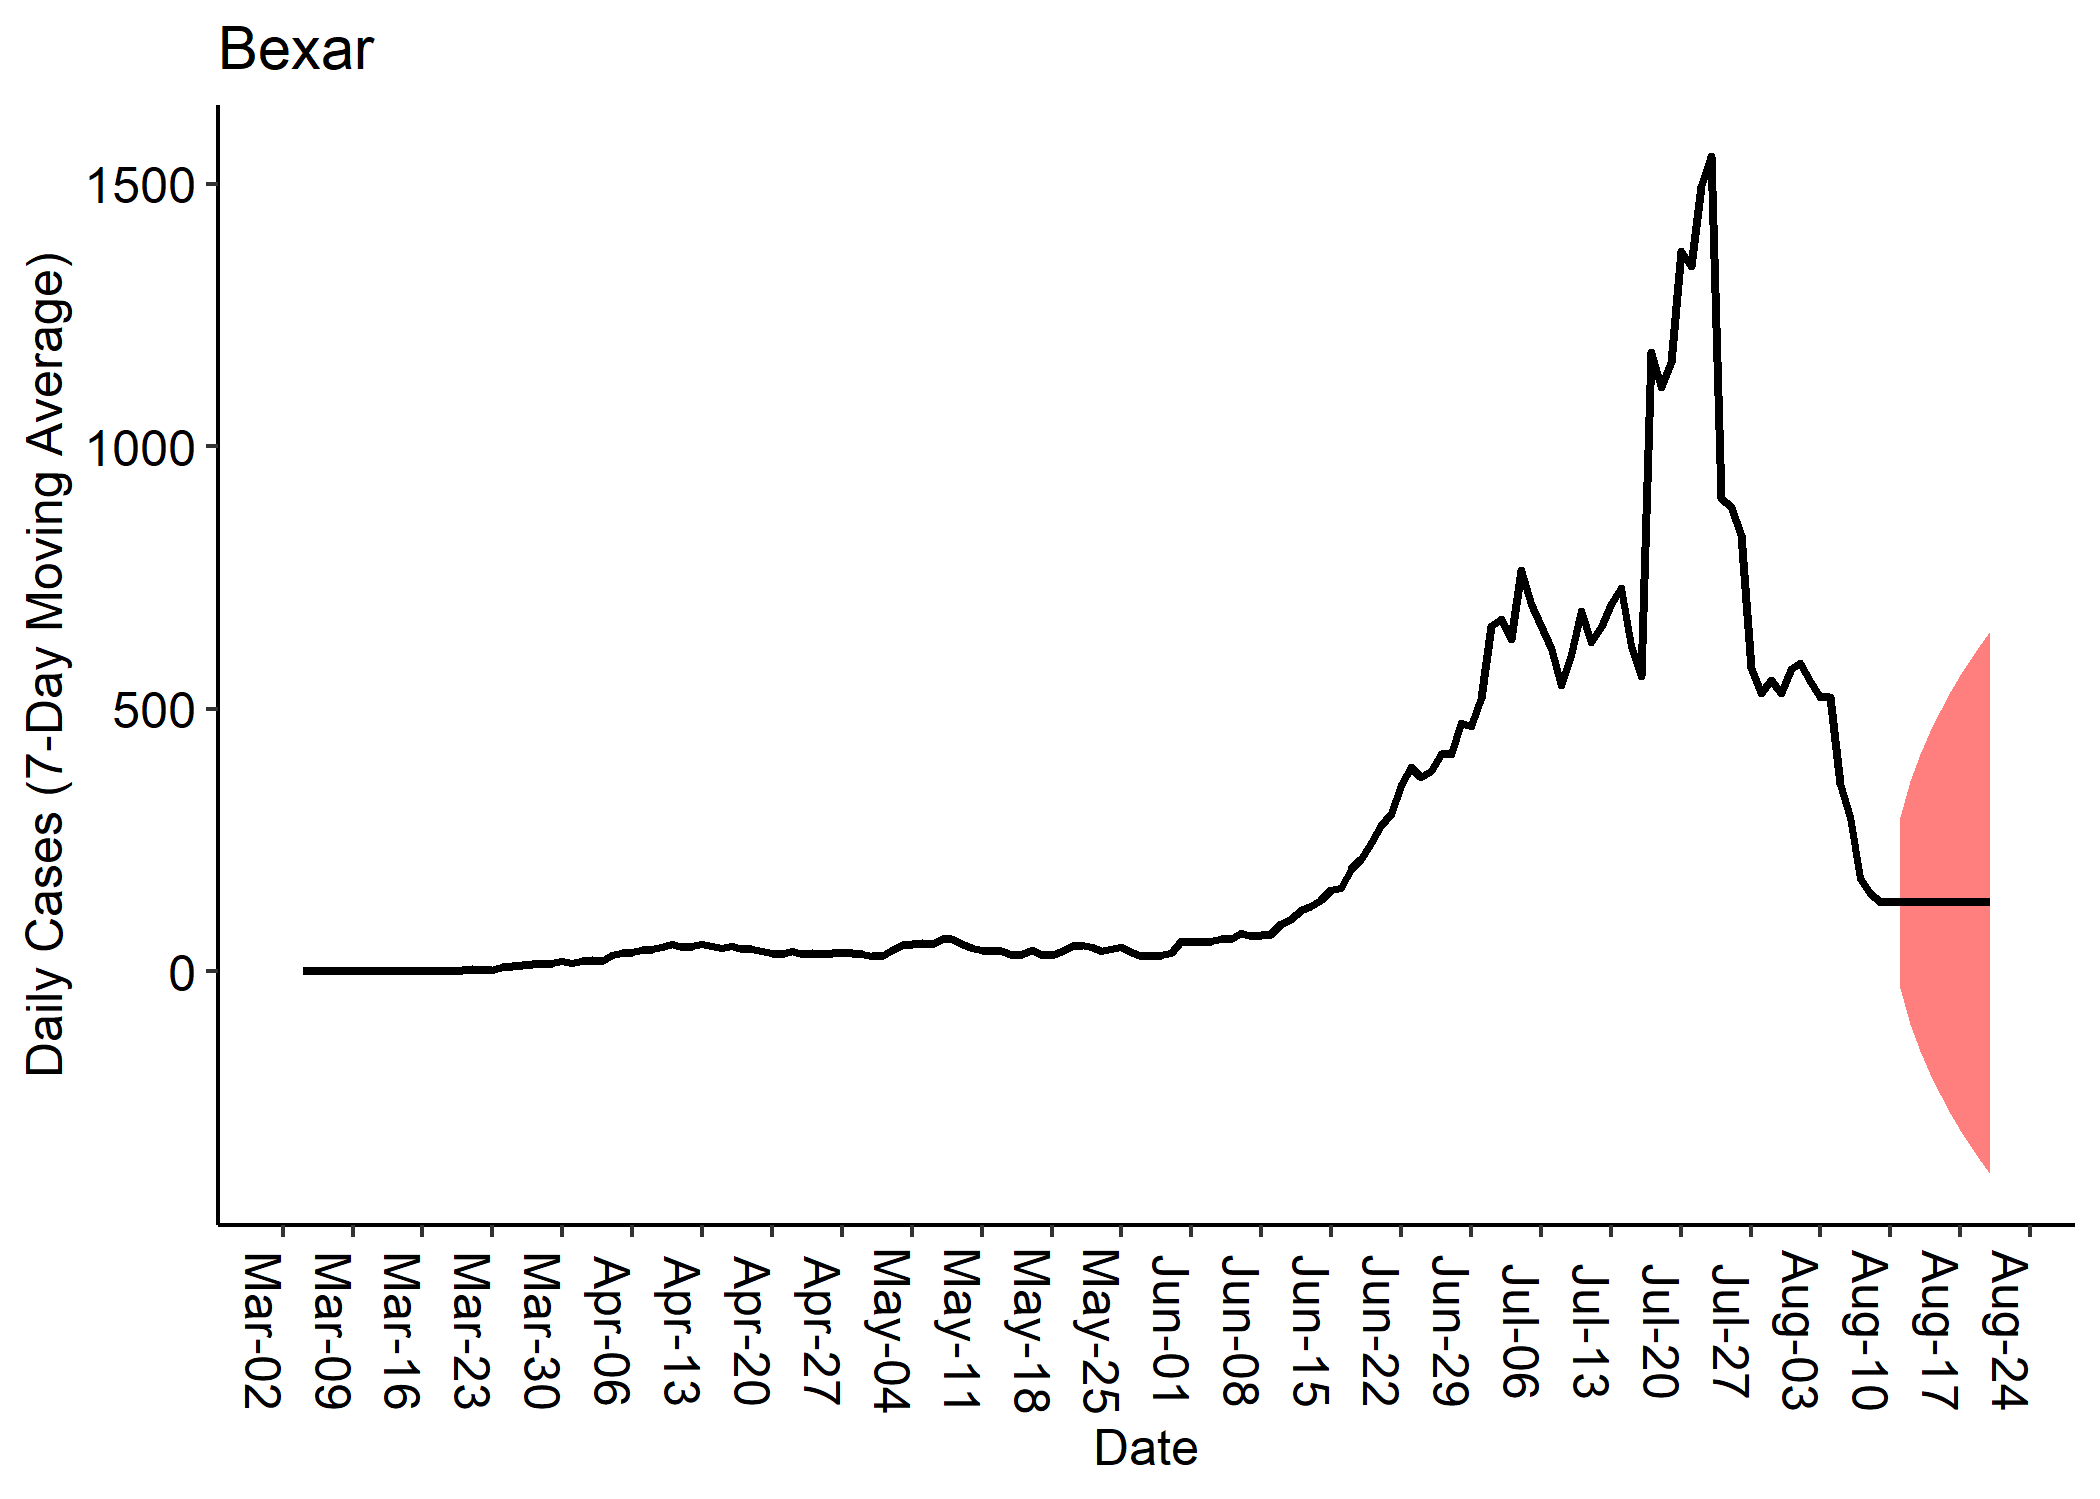 Bexar
Daily Cases (7-Day Moving Average)
1500
1000
500
0
Mar-02
Mar-09
Mar-16
Mar-23
Mar-30
Apr-06
Apr-13
Apr-20
Apr-27
May-04
May-11
May-18
May-25
Jun-01
Jun-08
Jun-15
Jun-22
Jun-29
Jul-06
Jul-13
Jul-20
Jul-27
Aug-03
Aug-10
Aug-17
Aug-24
Date